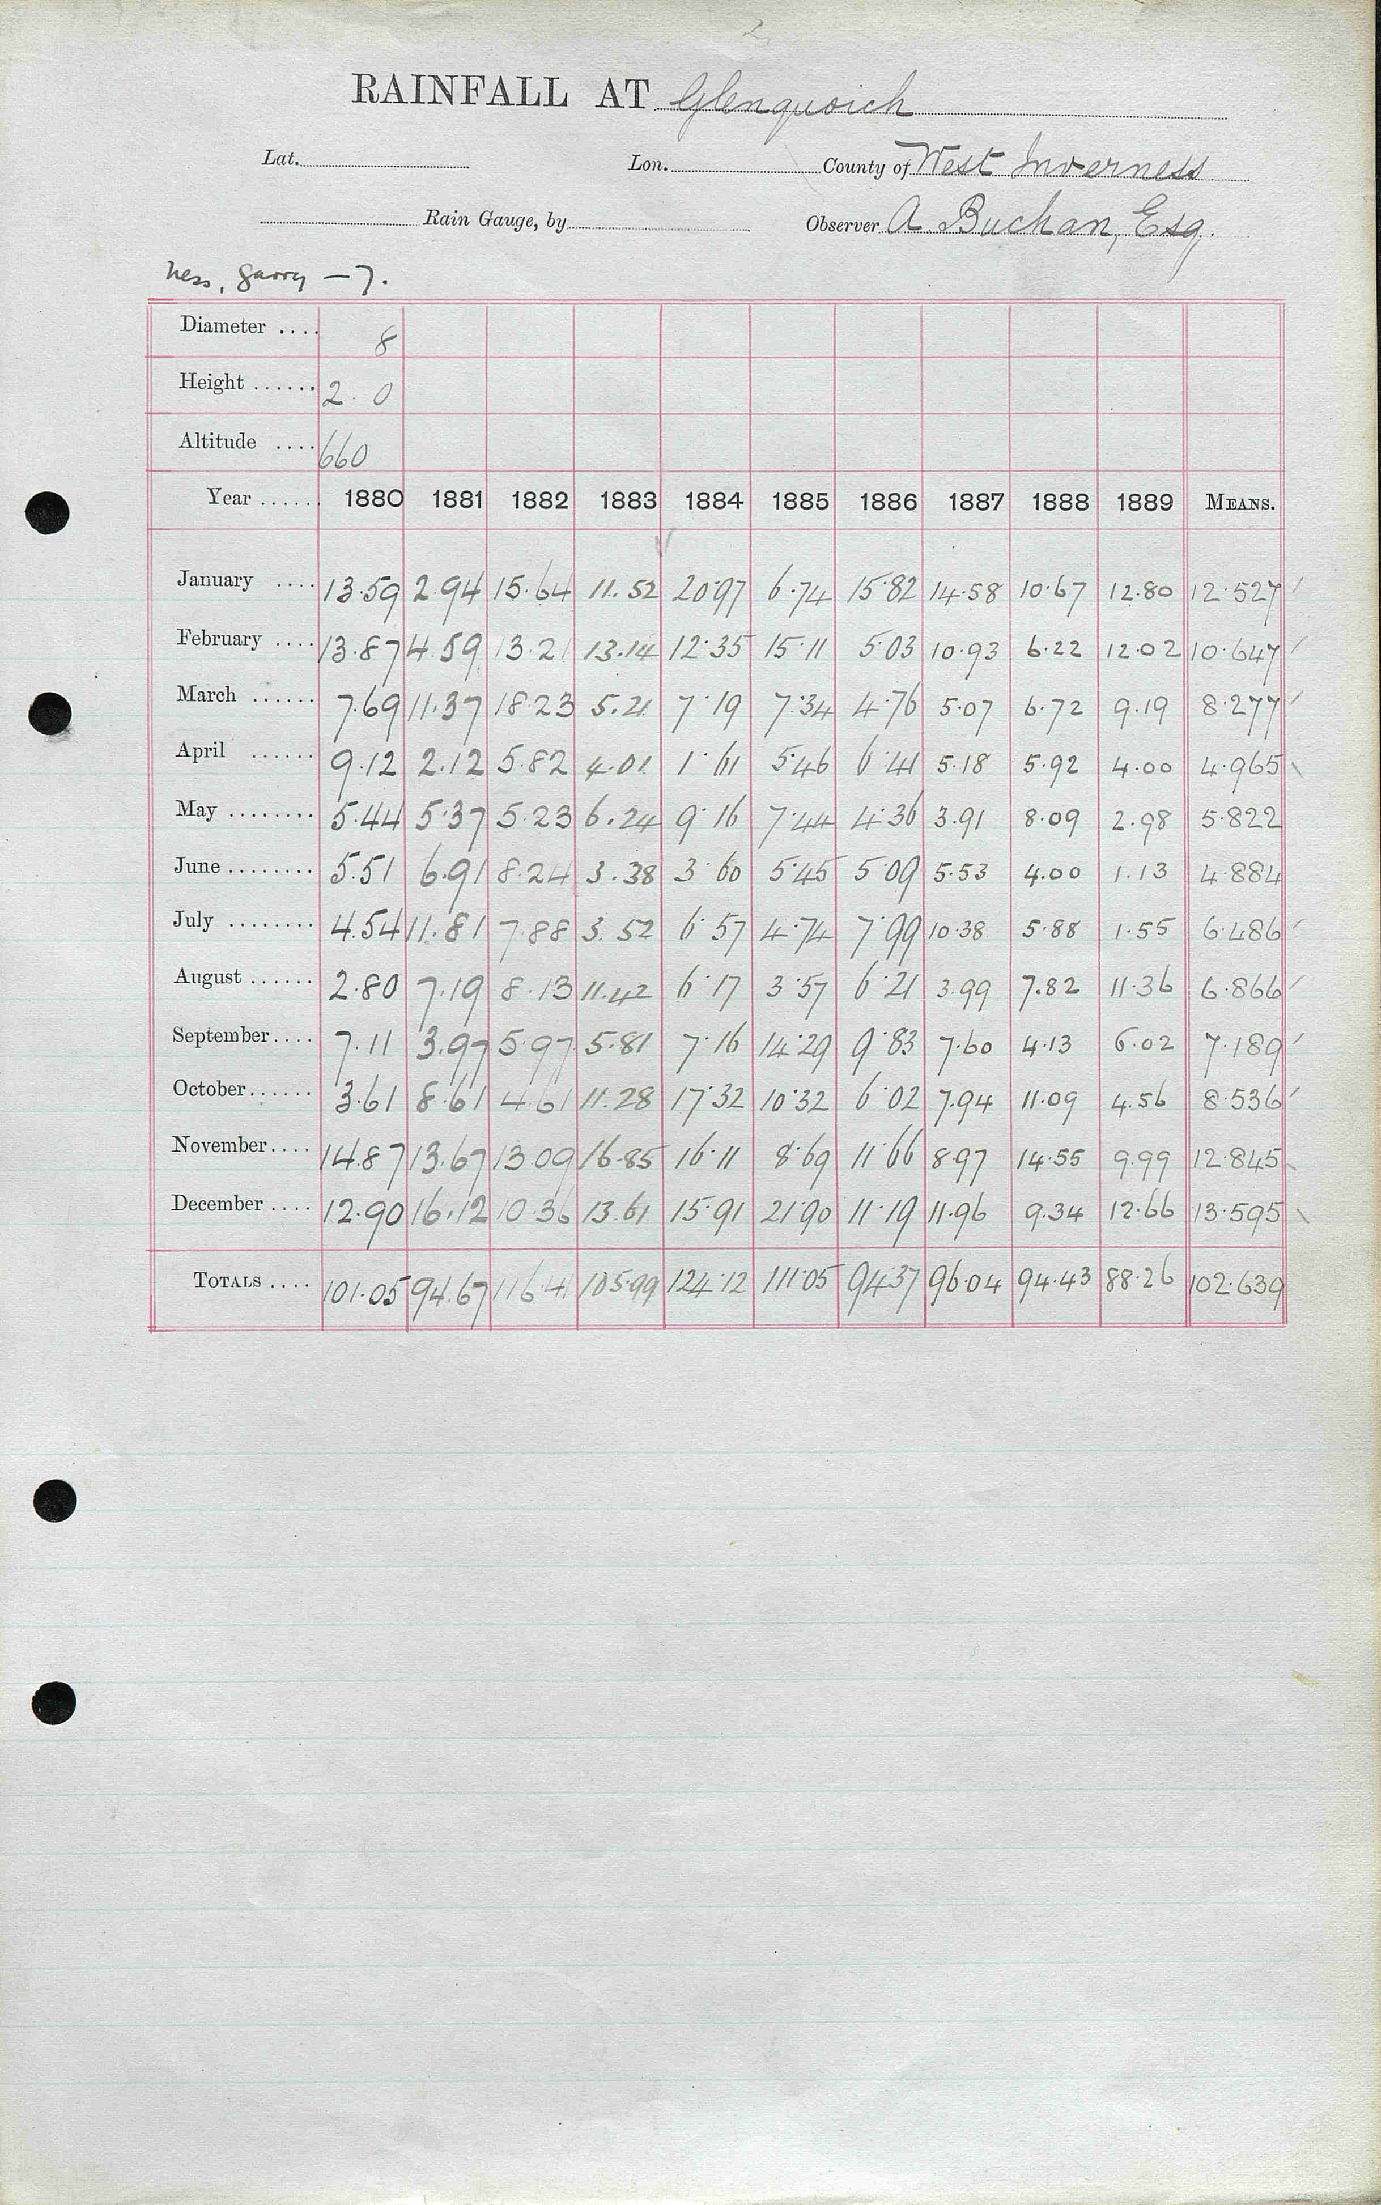 RAINFALL AT Glenquoich
Lat. Lon. County of West Inverness
Rain Gauge, by Observer A Buchan, Esq.
Ness, Garry — 7.
Diameter .... 8
Height ...... 2. 0
Altitude .... 660
Year ...... 1880 1881 1882 1883 1884 1885 1886 1887 1888 1889 MEANS.
January .... 13.59 2.94 15.64 11.52 20.97 6.74 15.82 14.58 10.67 12.80 12.527
February .... 13.87 4.59 13.21 13.14 12.35 15.11 5.03 10.93 6.22 12.02 10.647
March ...... 7.69 11.37 18.23 5.21 7.19 7.34 4.76 5.07 6.72 9.19 8.277
April ...... 9.12 2.12 5.82 4.01 1.61 5.46 6.41 5.18 5.92 4.00 4.965
May ........ 5.44 5.37 5.23 6.24 9.16 7.44 4.36 3.91 8.09 2.98 5.822
June ........ 5.51 6.91 8.24 3.38 3.60 5.45 5.09 5.53 4.00 1.13 4.884
July ........ 4.54 11.81 7.88 3.52 6.57 4.74 7.99 10.38 5.88 1.55 6.486
August ...... 2.80 7.19 8.13 11.42 6.17 3.57 6.21 3.99 7.82 11.36 6.866
September .... 7.11 3.97 5.97 5.81 7.16 14.29 9.83 7.60 4.13 6.02 7.189
October ...... 3.61 8.61 4.61 11.28 17.32 10.32 6.02 7.94 11.09 4.56 8.536
November .... 14.87 13.67 13.09 16.85 16.11 8.69 11.66 8.97 14.55 9.99 12.845
December .... 12.90 16.12 10.36 13.61 15.91 21.90 11.19 11.96 9.34 12.66 13.595
TOTALS .... 101.05 94.67 116.41 105.99 124.12 111.05 94.37 96.04 94.43 88.26 102.639